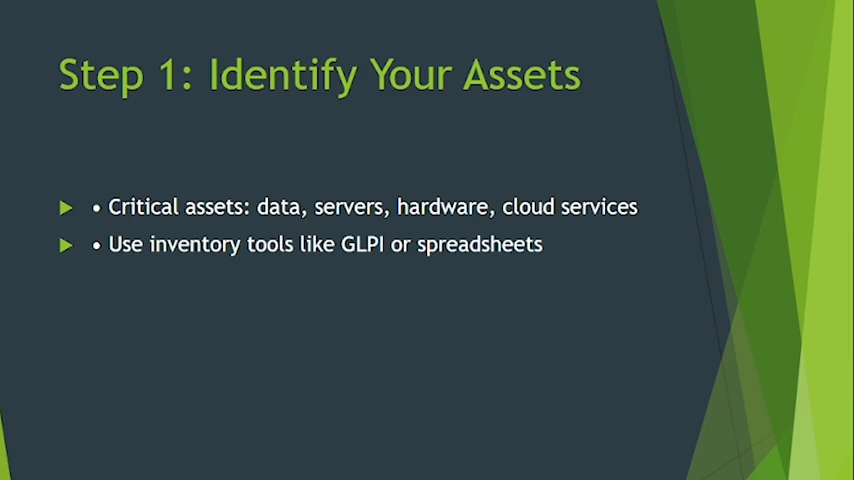 Step 1: Identify Your Assets
• Critical assets: data, servers, hardware, cloud services
• Use inventory tools like GLPI or spreadsheets